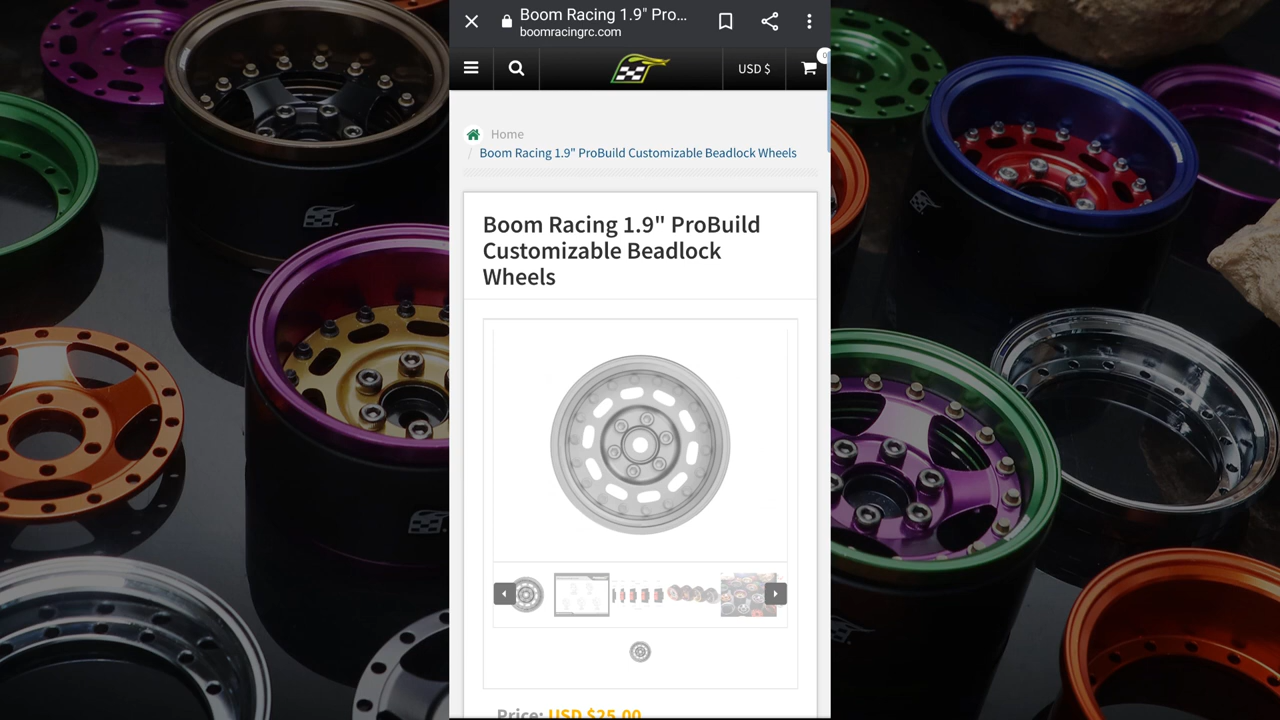 Boom Racing 1.9" Pro...
boomracingrc.com
USD $
0
Home
/ Boom Racing 1.9" ProBuild Customizable Beadlock Wheels
Boom Racing 1.9" ProBuild
Customizable Beadlock
Wheels
Price: USD $25.00